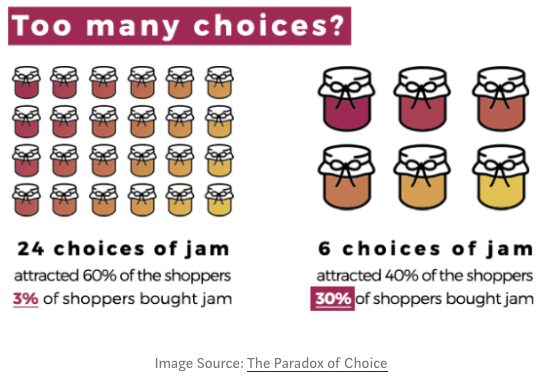 Too many choices?
24 choices of jam
attracted 60% of the shoppers
3% of shoppers bought jam
6 choices of jam
attracted 40% of the shoppers
30% of shoppers bought jam
Image Source: The Paradox of Choice